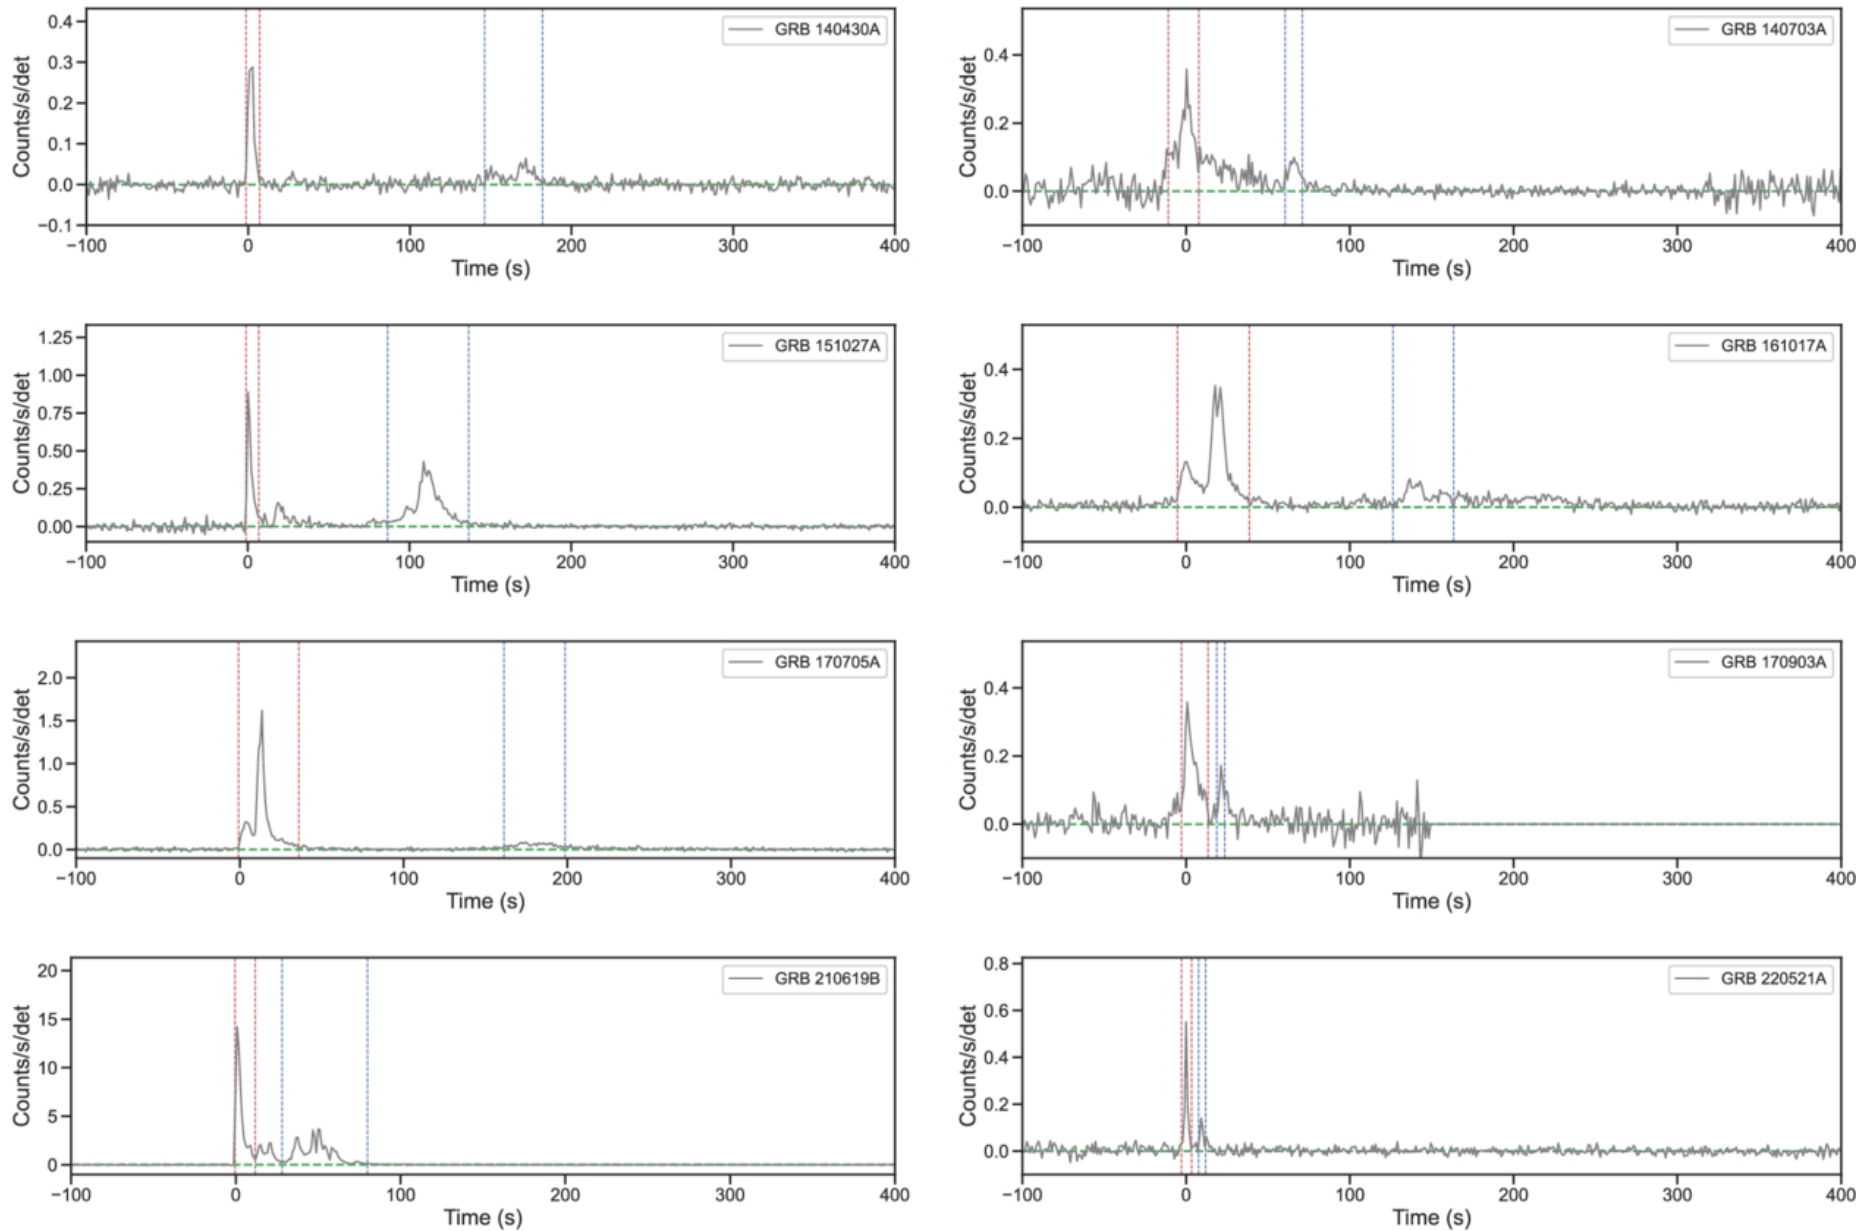 GRB 140430A
0.4
0.3
0.2
0.1
0.0
−0.1
Counts/s/det
−100 0 100 200 300 400
Time (s)
GRB 140703A
0.4
0.2
0.0
Counts/s/det
−100 0 100 200 300 400
Time (s)
GRB 151027A
1.25
1.00
0.75
0.50
0.25
0.00
Counts/s/det
−100 0 100 200 300 400
Time (s)
GRB 161017A
0.4
0.2
0.0
Counts/s/det
−100 0 100 200 300 400
Time (s)
GRB 170705A
2.0
1.5
1.0
0.5
0.0
Counts/s/det
−100 0 100 200 300 400
Time (s)
GRB 170903A
0.4
0.2
0.0
Counts/s/det
−100 0 100 200 300 400
Time (s)
GRB 210619B
20
15
10
5
0
Counts/s/det
−100 0 100 200 300 400
Time (s)
GRB 220521A
0.8
0.6
0.4
0.2
0.0
Counts/s/det
−100 0 100 200 300 400
Time (s)